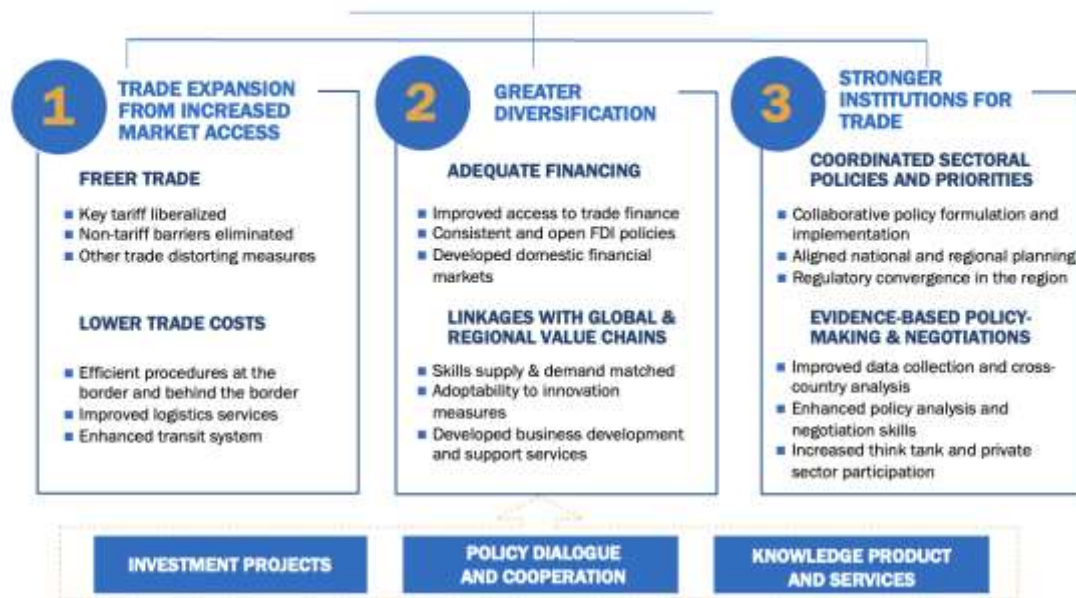 1
TRADE EXPANSION
FROM INCREASED
MARKET ACCESS
FREER TRADE
■ Key tariff liberalized
■ Non-tariff barriers eliminated
■ Other trade distorting measures
LOWER TRADE COSTS
■ Efficient procedures at the
border and behind the border
■ Improved logistics services
■ Enhanced transit system
2
GREATER
DIVERSIFICATION
ADEQUATE FINANCING
■ Improved access to trade finance
■ Consistent and open FDI policies
■ Developed domestic financial
markets
LINKAGES WITH GLOBAL &
REGIONAL VALUE CHAINS
■ Skills supply & demand matched
■ Adoptability to innovation
measures
■ Developed business development
and support services
3
STRONGER
INSTITUTIONS FOR
TRADE
COORDINATED SECTORAL
POLICIES AND PRIORITIES
■ Collaborative policy formulation and
implementation
■ Aligned national and regional planning
■ Regulatory convergence in the region
EVIDENCE-BASED POLICY-
MAKING & NEGOTIATIONS
■ Improved data collection and cross-
country analysis
■ Enhanced policy analysis and
negotiation skills
■ Increased think tank and private
sector participation
INVESTMENT PROJECTS
POLICY DIALOGUE
AND COOPERATION
KNOWLEDGE PRODUCT
AND SERVICES